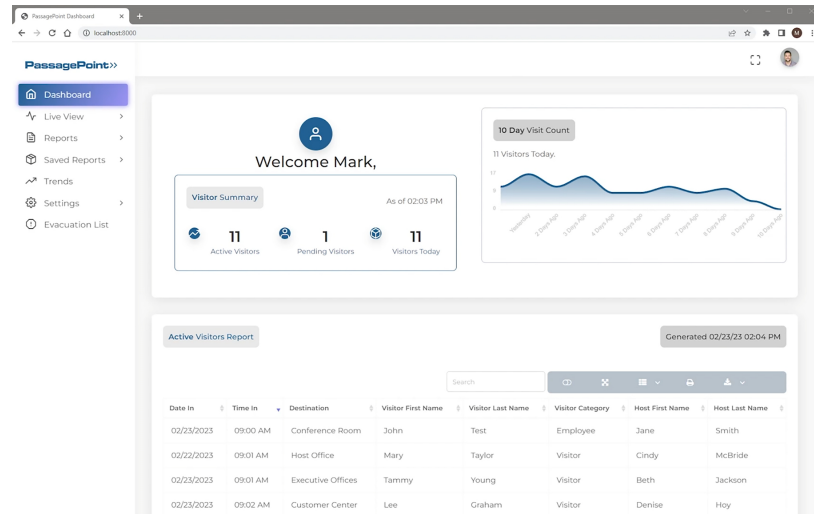 PassagePoint Dashboard
localhost:8000
M
PassagePoint»
Dashboard
Live View
Reports
Saved Reports
Trends
Settings
Evacuation List
Welcome Mark,
Visitor Summary
As of 02:03 PM
11
Active Visitors
1
Pending Visitors
11
Visitors Today
10 Day Visit Count
11 Visitors Today.
17
9
0
Yesterday
2 Days Ago
3 Days Ago
4 Days Ago
5 Days Ago
6 Days Ago
7 Days Ago
8 Days Ago
9 Days Ago
10 Days Ago
Active Visitors Report
Generated 02/23/23 02:04 PM
Search
Date In Time In Destination Visitor First Name Visitor Last Name Visitor Category Host First Name Host Last Name
02/23/2023 09:00 AM Conference Room John Test Employee Jane Smith
02/22/2023 09:01 AM Host Office Mary Taylor Visitor Cindy McBride
02/23/2023 09:01 AM Executive Offices Tammy Young Visitor Beth Jackson
02/23/2023 09:02 AM Customer Center Lee Graham Visitor Denise Hoy